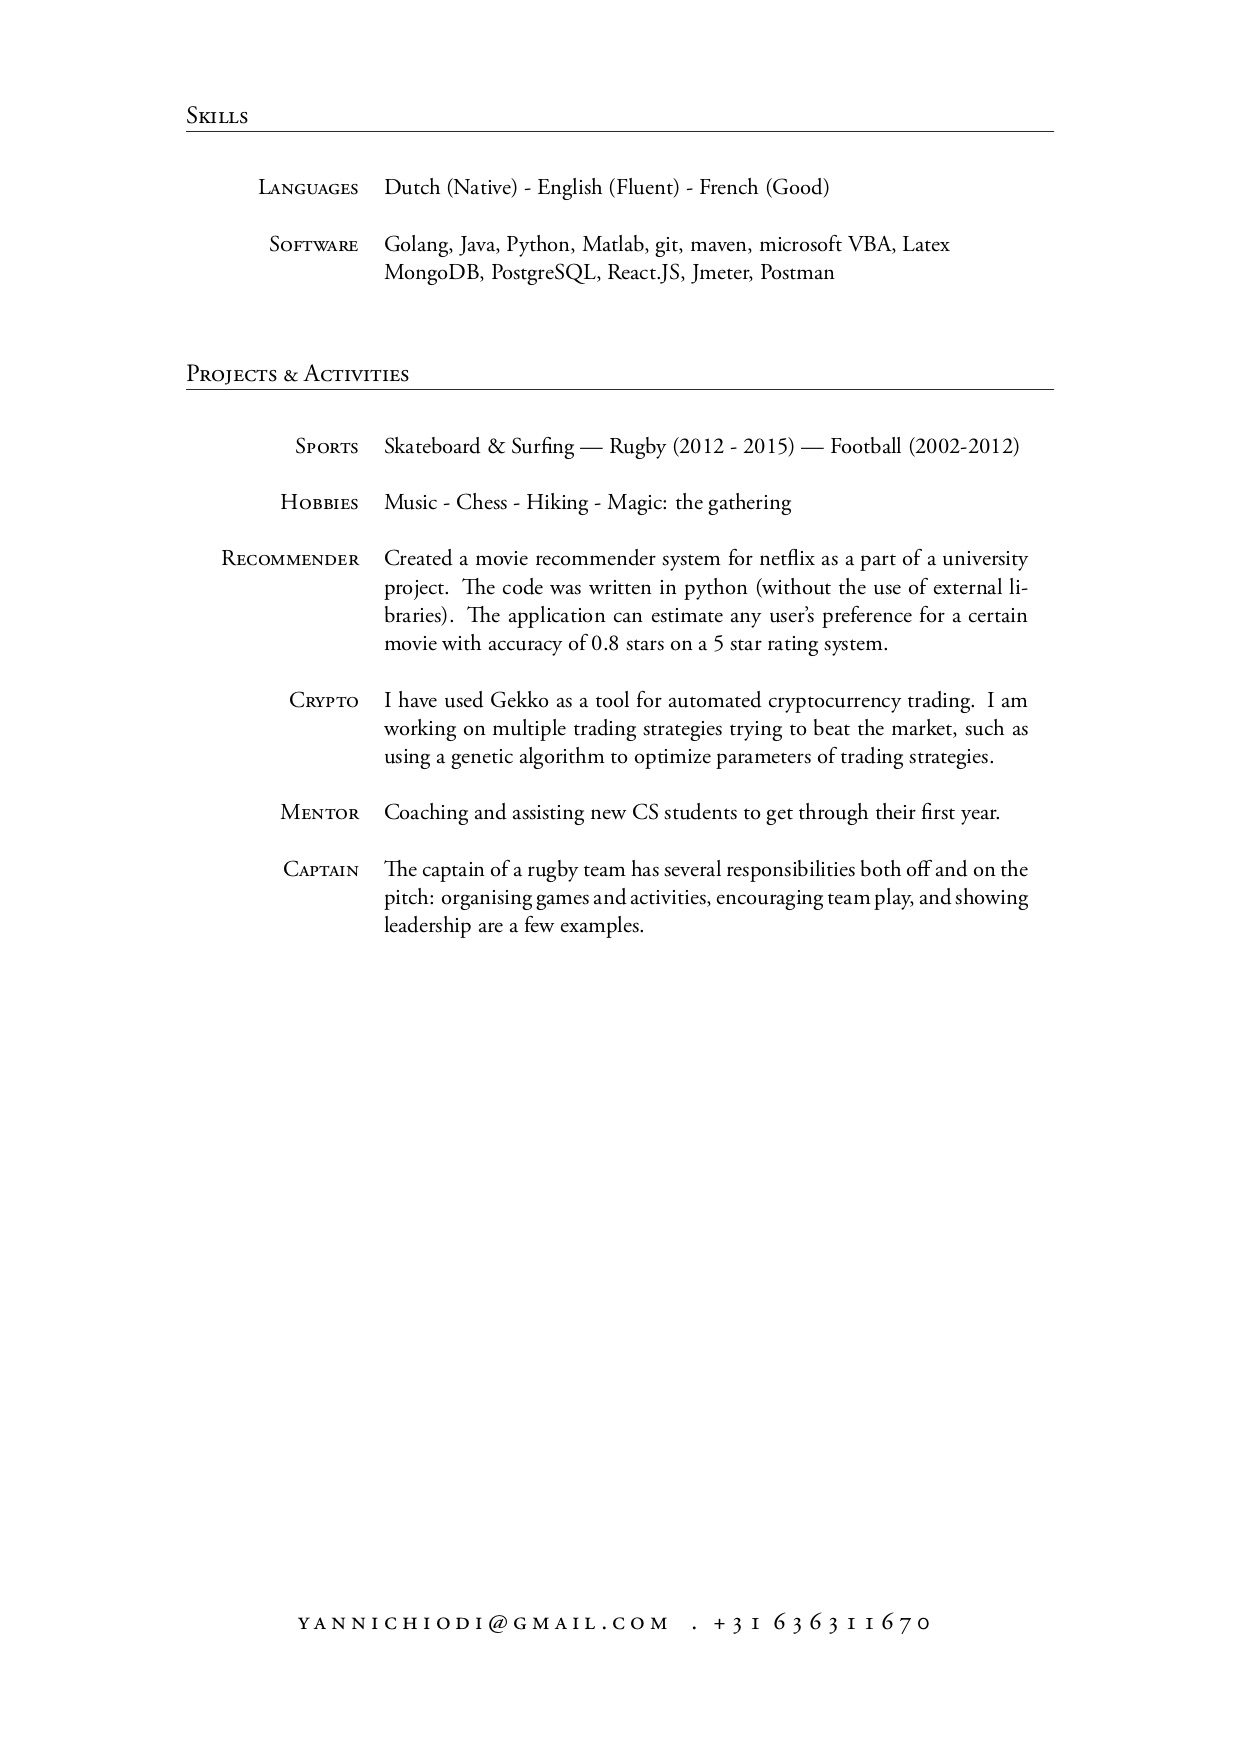 Skills
Languages Dutch (Native) - English (Fluent) - French (Good)
Software Golang, Java, Python, Matlab, git, maven, microsoft VBA, Latex
MongoDB, PostgreSQL, React.JS, Jmeter, Postman
Projects & Activities
Sports Skateboard & Surfing — Rugby (2012 - 2015) — Football (2002-2012)
Hobbies Music - Chess - Hiking - Magic: the gathering
Recommender Created a movie recommender system for netflix as a part of a university
project. The code was written in python (without the use of external li-
braries). The application can estimate any user's preference for a certain
movie with accuracy of 0.8 stars on a 5 star rating system.
Crypto I have used Gekko as a tool for automated cryptocurrency trading. I am
working on multiple trading strategies trying to beat the market, such as
using a genetic algorithm to optimize parameters of trading strategies.
Mentor Coaching and assisting new CS students to get through their first year.
Captain The captain of a rugby team has several responsibilities both off and on the
pitch: organising games and activities, encouraging team play, and showing
leadership are a few examples.
yannichiodi@gmail.com . +31 636311670